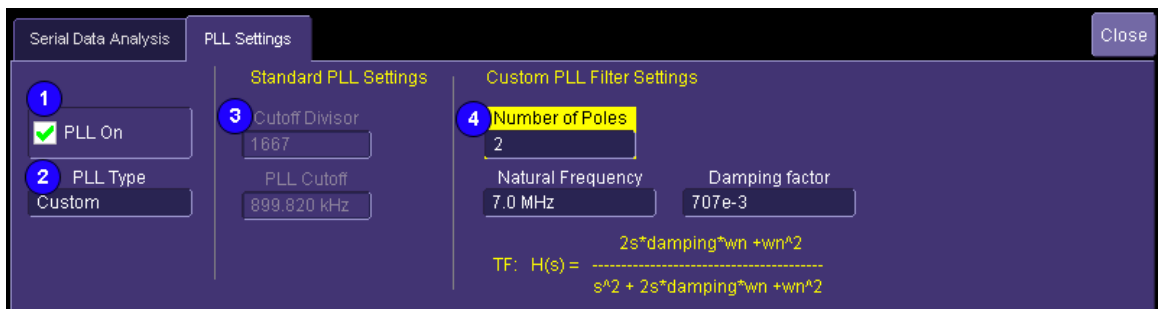 Serial Data Analysis
PLL Settings
Close
1
PLL On
2
PLL Type
Custom
Standard PLL Settings
3
Cutoff Divisor
1667
PLL Cutoff
899.820 kHz
Custom PLL Filter Settings
4
Number of Poles
2
Natural Frequency
Damping factor
7.0 MHz
707e-3
2s*damping*wn +wn^2
TF: H(s) = ----------------------------------------
s^2 + 2s*damping*wn +wn^2